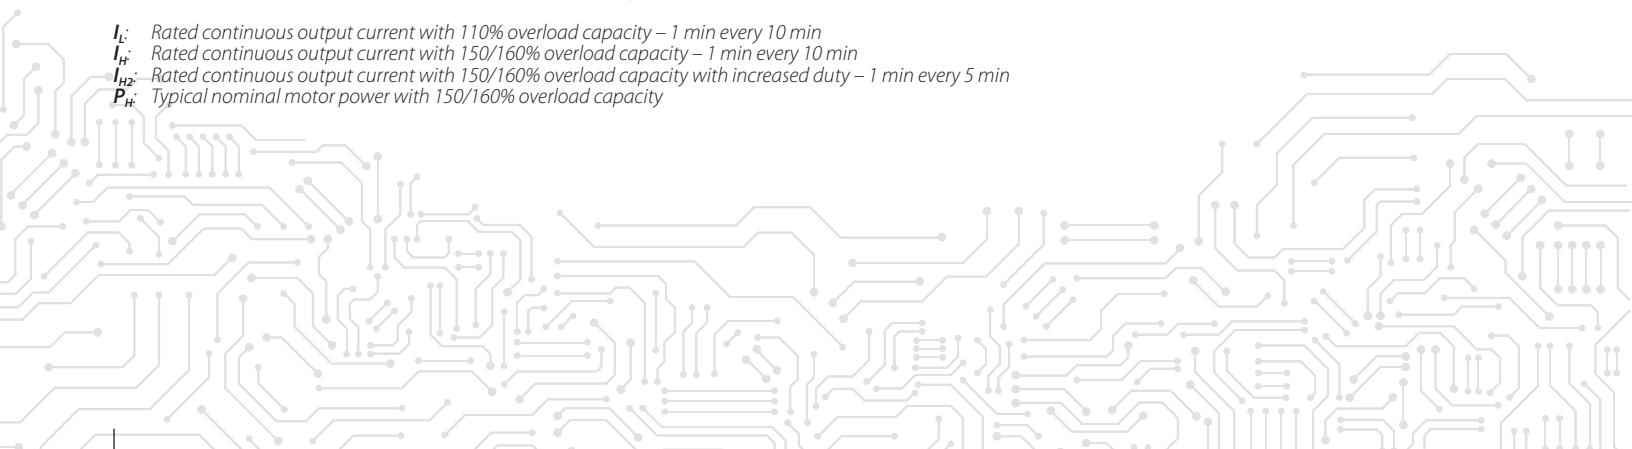 I_L: Rated continuous output current with 110% overload capacity – 1 min every 10 min
I_H: Rated continuous output current with 150/160% overload capacity – 1 min every 10 min
I_H2: Rated continuous output current with 150/160% overload capacity with increased duty – 1 min every 5 min
P_H: Typical nominal motor power with 150/160% overload capacity